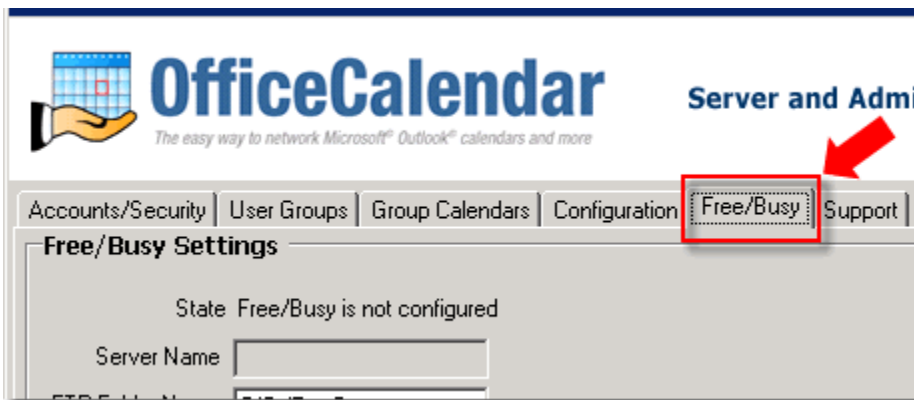 OfficeCalendar
The easy way to network Microsoft® Outlook® calendars and more
Server and Admi
Accounts/Security User Groups Group Calendars Configuration Free/Busy Support
Free/Busy Settings
State Free/Busy is not configured
Server Name